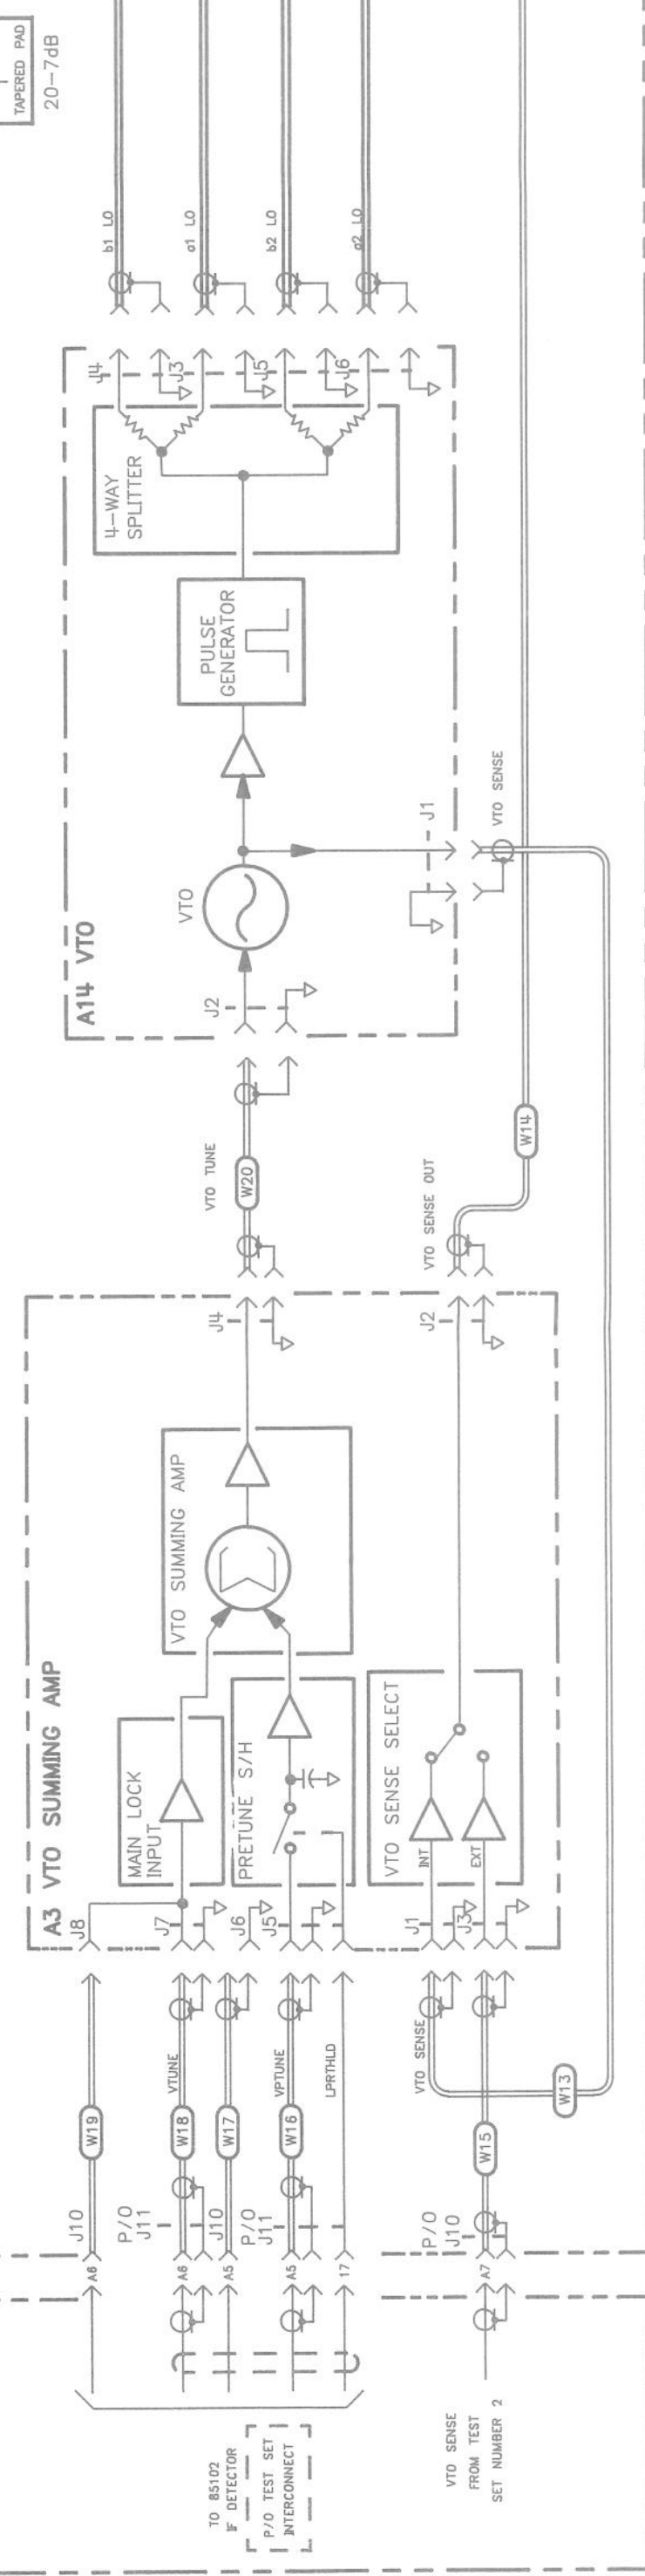 TAPERED PAD
20-7dB
b1 LO
a1 LO
b2 LO
a2 LO
J4
J3
J5
J6
4-WAY
SPLITTER
PULSE
GENERATOR
A14 VTO
VTO
J1
VTO SENSE
J2
VTO TUNE
W20
W14
VTO SENSE OUT
J4
J2
A3 VTO SUMMING AMP
VTO SUMMING AMP
MAIN LOCK
INPUT
PRETUNE S/H
VTO SENSE SELECT
INT
EXT
J8
J7
J6
J5
J1
J3
W19
VTUNE
W18
W17
VPTUNE
W16
LPRTHLD
VTO SENSE
W13
W15
J10
P/O
J11
J10
P/O
J11
P/O
J10
A6
A6
A5
A5
17
A7
TO 85102
IF DETECTOR
P/O TEST SET
INTERCONNECT
VTO SENSE
FROM TEST
SET NUMBER 2